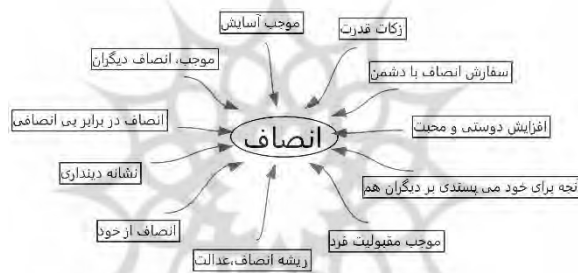 موجب آسایش
زکات قدرت
موجب، انصاف دیگران
سفارش انصاف با دشمن
انصاف در برابر بی انصافی
افزایش دوستی و محبت
انصاف
نشانه دینداری
نچه برای خود می پسندی بر دیگران هم
انصاف از خود
موجب مقبولیت فرد
ریشه انصاف،عدالت